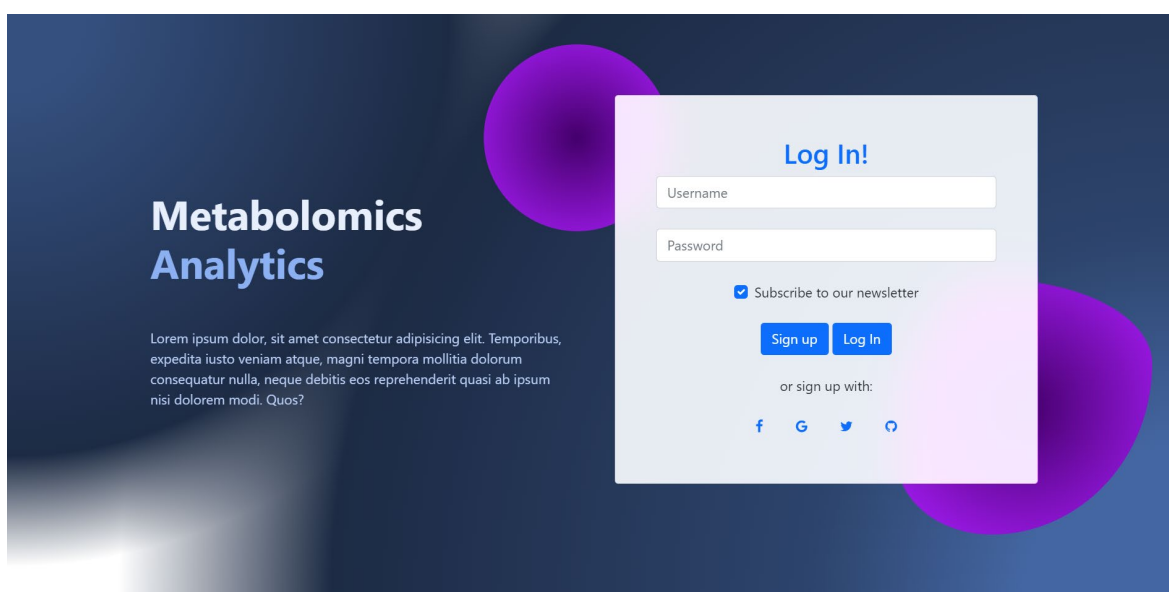 Metabolomics
Analytics
Lorem ipsum dolor, sit amet consectetur adipisicing elit. Temporibus,
expedita iusto veniam atque, magni tempora mollitia dolorum
consequatur nulla, neque debitis eos reprehenderit quasi ab ipsum
nisi dolorem modi. Quos?
Log In!
Username
Password
Subscribe to our newsletter
Sign up Log In
or sign up with: